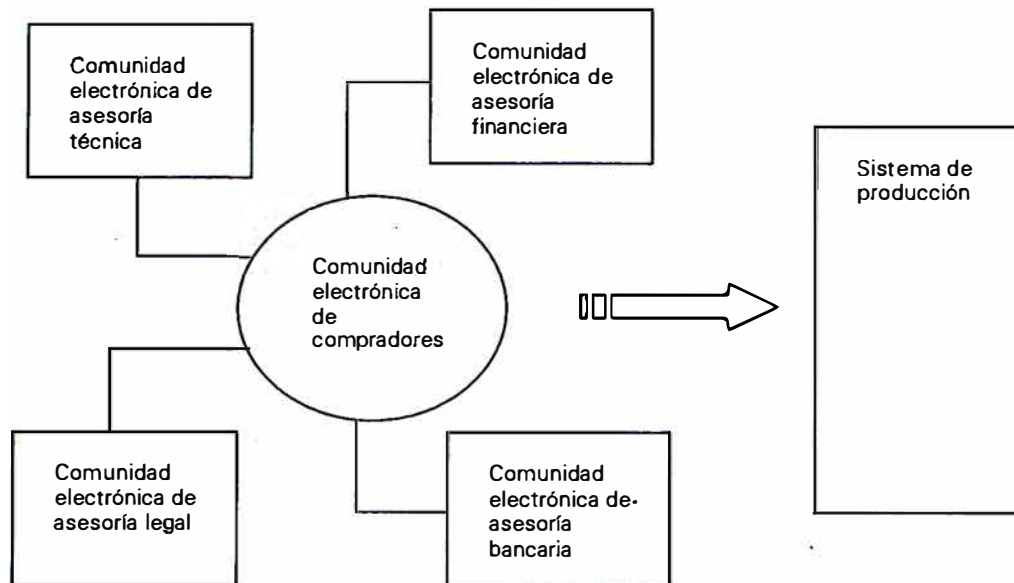 Comunidad
electrónica de
asesoría
técnica
Comunidad
electrónica de
asesoría
financiera
Sistema de
producción
Comunidad
electrónica
de
compradores
Comunidad
electrónica de
asesoría legal
Comunidad
electrónica de
asesoría
bancaria